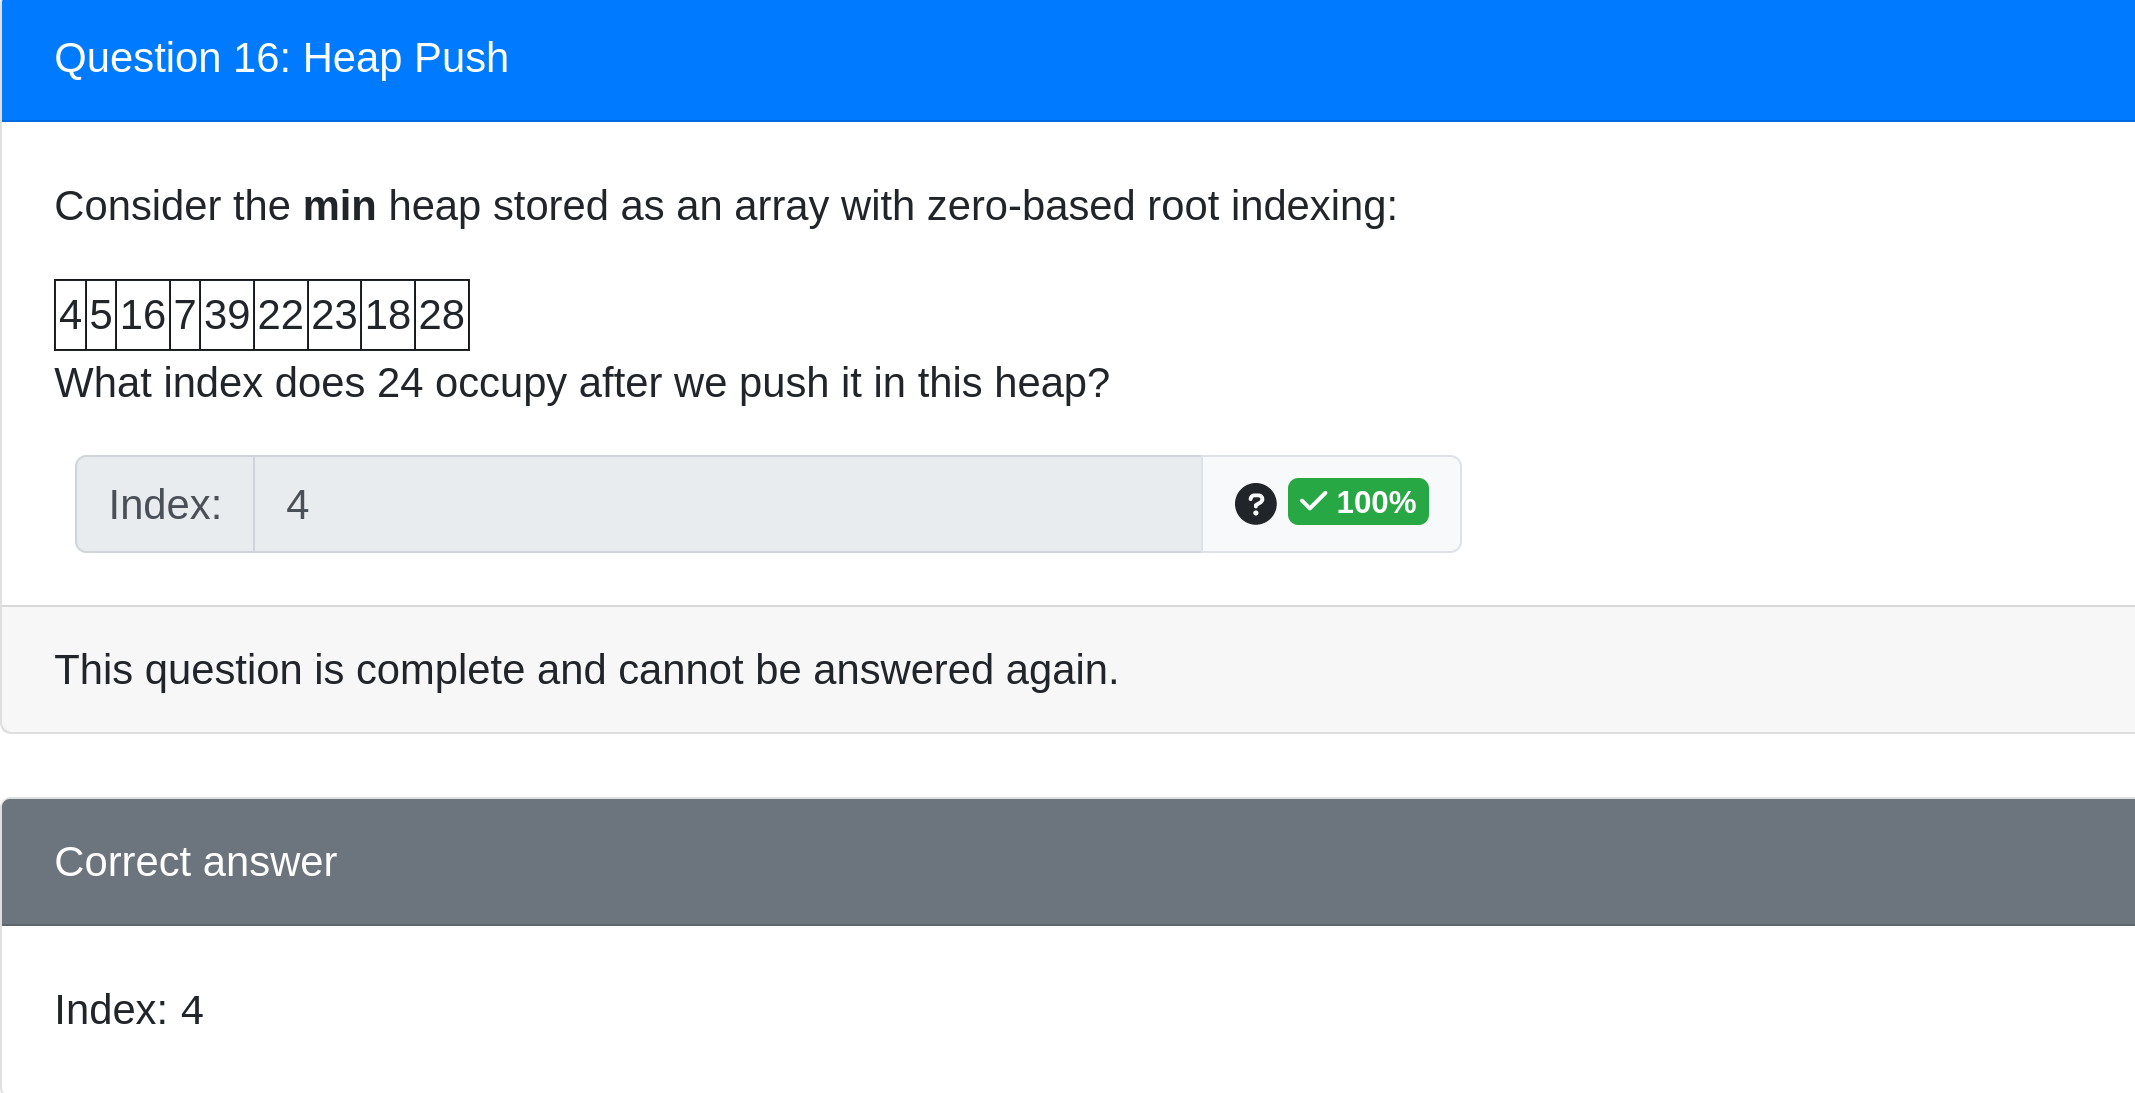 Question 16: Heap Push
Consider the min heap stored as an array with zero-based root indexing:
4 5 16 7 39 22 23 18 28
What index does 24 occupy after we push it in this heap?
Index: 4 ? 100%
This question is complete and cannot be answered again.
Correct answer
Index: 4